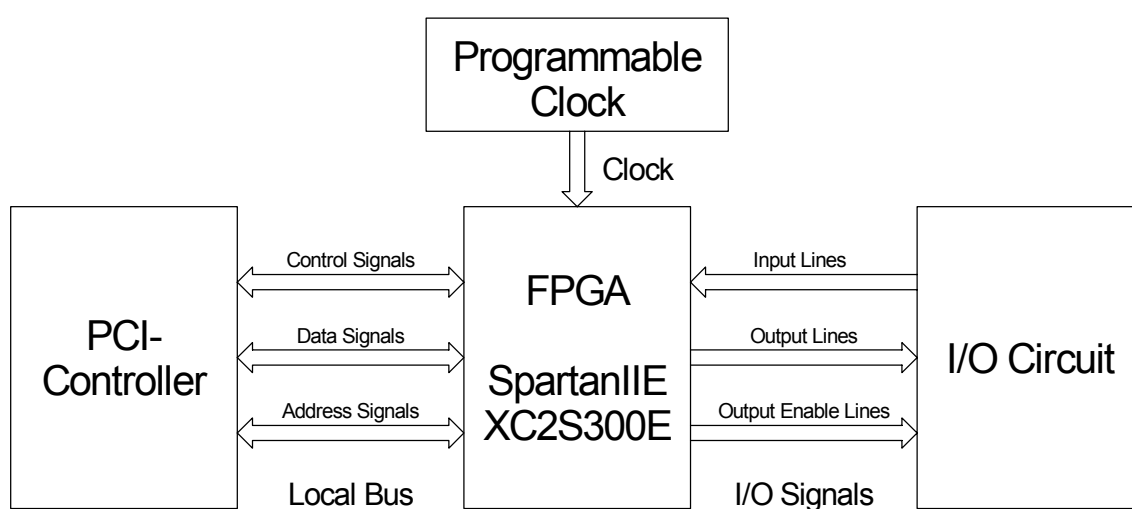 Programmable
Clock
Clock
PCI-
Controller
Control Signals
Data Signals
Address Signals
Local Bus
FPGA
SpartanIIE
XC2S300E
Input Lines
Output Lines
Output Enable Lines
I/O Signals
I/O Circuit